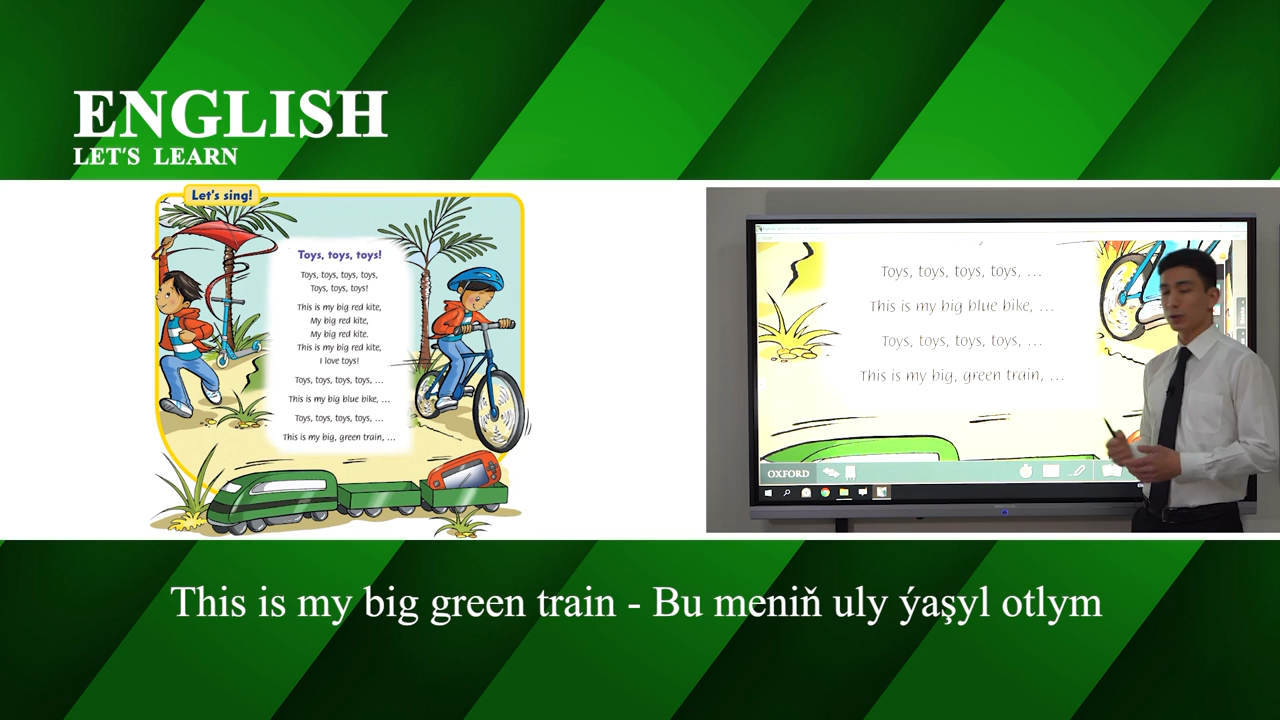 ENGLISH
LET'S LEARN
Let's sing!
Toys, toys, toys!
Toys, toys, toys, toys,
Toys, toys, toys!
This is my big red kite,
My big red kite,
My big red kite.
This is my big red kite,
I love toys!
Toys, toys, toys, toys, ...
This is my big blue bike, ...
Toys, toys, toys, toys, ...
This is my big, green train, ...
Toys, toys, toys, toys, ...
This is my big blue bike, ...
Toys, toys, toys, toys, ...
This is my big, green train, ...
OXFORD
This is my big green train - Bu meniň uly ýaşyl otlym